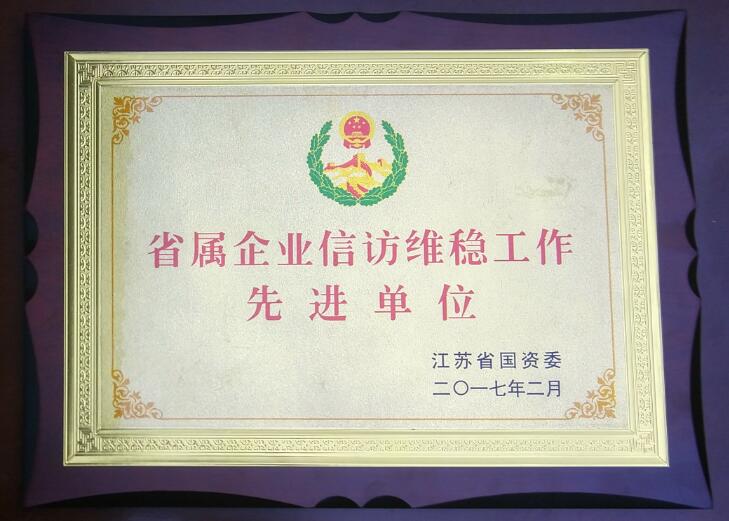 省属企业信访维稳工作
先进单位
江苏省国资委
二〇一七年二月